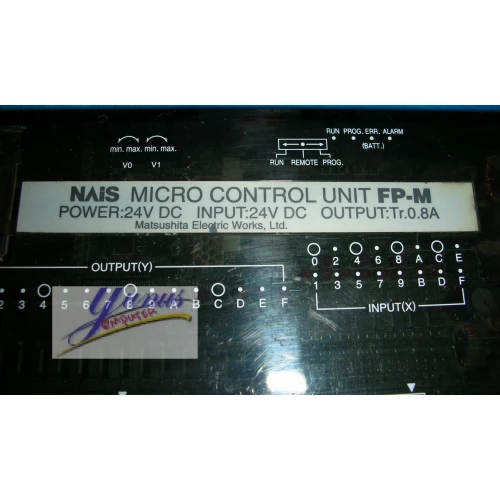 RUN PROG. ERR. ALARM
(BATT.)
min. max. min. max.
V0 V1
RUN REMOTE PROG.
NAiS MICRO CONTROL UNIT FP-M
POWER:24V DC INPUT:24V DC OUTPUT:Tr.0.8A
Matsushita Electric Works, Ltd.
0 2 4 6 8 A C E
OUTPUT(Y)
2 3 4 5 6 7 8 B C D E F
1 3 5 7 9 B D F
INPUT(X)
Yunus
COMPUTER